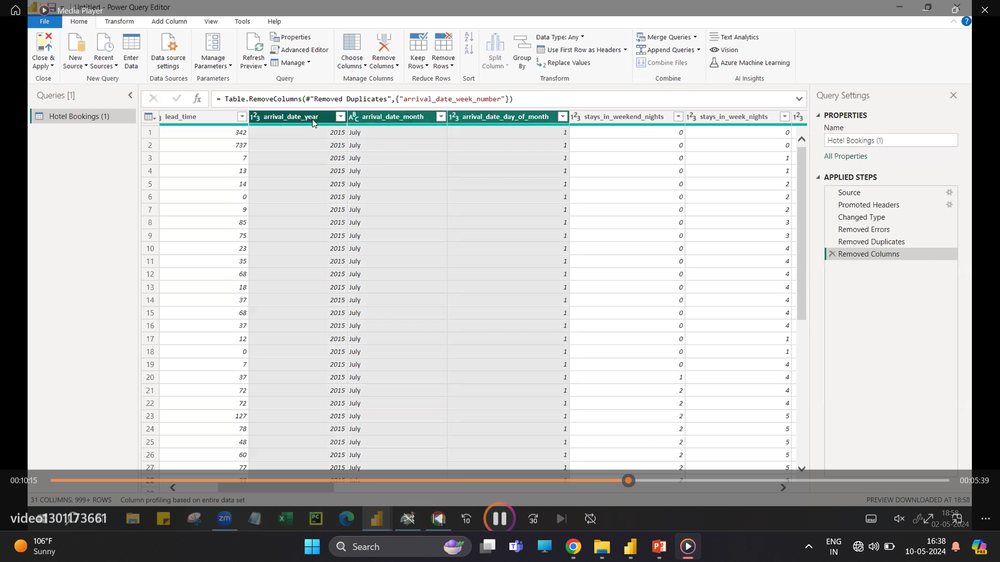 Untitled - Power Query Editor
Media Player
File Home Transform Add Column View Tools Help
Close & Apply
New Source
Recent Sources
Enter Data
Data source settings
Manage Parameters
Refresh Preview
Properties
Advanced Editor
Manage
Choose Columns
Remove Columns
Keep Rows
Remove Rows
Split Column
Group By
Data Type: Any
Use First Row as Headers
Replace Values
Merge Queries
Append Queries
Combine Files
Text Analytics
Vision
Azure Machine Learning
Close New Query Data Sources Parameters Query Manage Columns Reduce Rows Sort Transform Combine AI Insights
Queries [1]
Hotel Bookings (1)
= Table.RemoveColumns(#"Removed Duplicates",{"arrival_date_week_number"})
lead_time 123 arrival_date_year ABC arrival_date_month 123 arrival_date_day_of_month 123 stays_in_weekend_nights 123 stays_in_week_nights 123
1 342 2015 July 1 0 0
2 737 2015 July 1 0 0
3 7 2015 July 1 0 1
4 13 2015 July 1 0 1
5 14 2015 July 1 0 2
6 0 2015 July 1 0 2
7 9 2015 July 1 0 2
8 85 2015 July 1 0 3
9 75 2015 July 1 0 3
10 23 2015 July 1 0 4
11 35 2015 July 1 0 4
12 68 2015 July 1 0 4
13 18 2015 July 1 0 4
14 37 2015 July 1 0 4
15 68 2015 July 1 0 4
16 37 2015 July 1 0 4
17 12 2015 July 1 0 1
18 0 2015 July 1 0 1
19 7 2015 July 1 0 4
20 37 2015 July 1 1 4
21 72 2015 July 1 2 4
22 72 2015 July 1 2 4
23 127 2015 July 1 2 5
24 78 2015 July 1 2 5
25 48 2015 July 1 2 5
26 60 2015 July 1 2 5
27 77 2015 July 1 2 5
Query Settings
PROPERTIES
Name
Hotel Bookings (1)
All Properties
APPLIED STEPS
Source
Promoted Headers
Changed Type
Removed Errors
Removed Duplicates
Removed Columns
00:10:15
00:05:39
31 COLUMNS, 999+ ROWS Column profiling based on entire data set
PREVIEW DOWNLOADED AT 18:58
video1301173661
zm
PC
10
30
18:58
02-05-2024
106°F
Sunny
Search
ENG
IN
16:38
10-05-2024
PRE